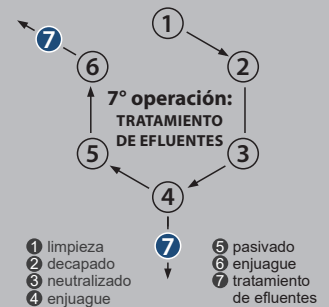 1
7
6
2
7° operación:
TRATAMIENTO
DE EFLUENTES
5
3
4
7
1 limpieza
2 decapado
3 neutralizado
4 enjuague
5 pasivado
6 enjuague
7 tratamiento
de efluentes